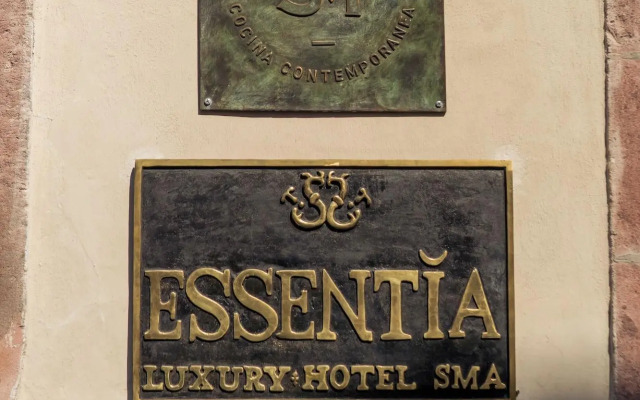 COCINA CONTEMPORANEA
ESSENTĬA
LUXURY HOTEL SMA